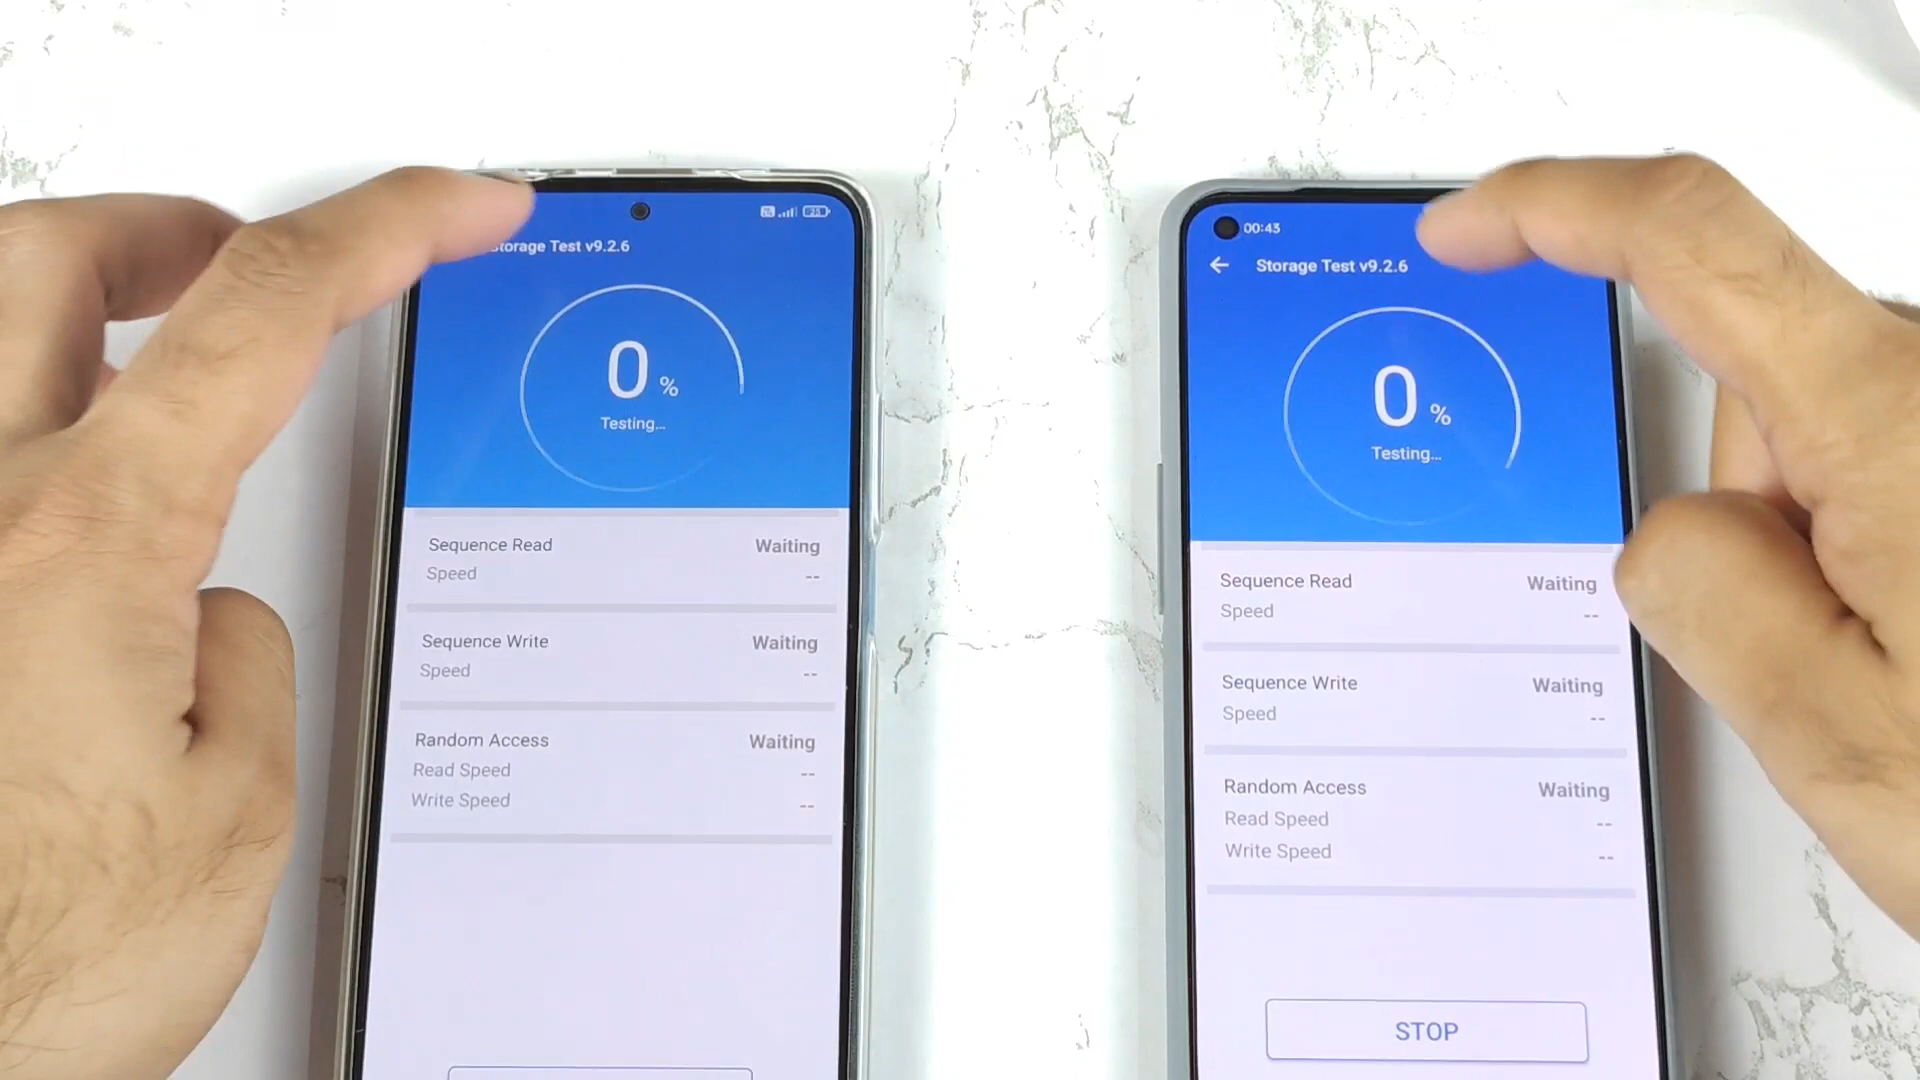 Storage Test v9.2.6
0 %
Testing...
Sequence Read Waiting
Speed --
Sequence Write Waiting
Speed --
Random Access Waiting
Read Speed --
Write Speed --
00:43
Storage Test v9.2.6
0 %
Testing...
Sequence Read Waiting
Speed --
Sequence Write Waiting
Speed --
Random Access Waiting
Read Speed --
Write Speed --
STOP